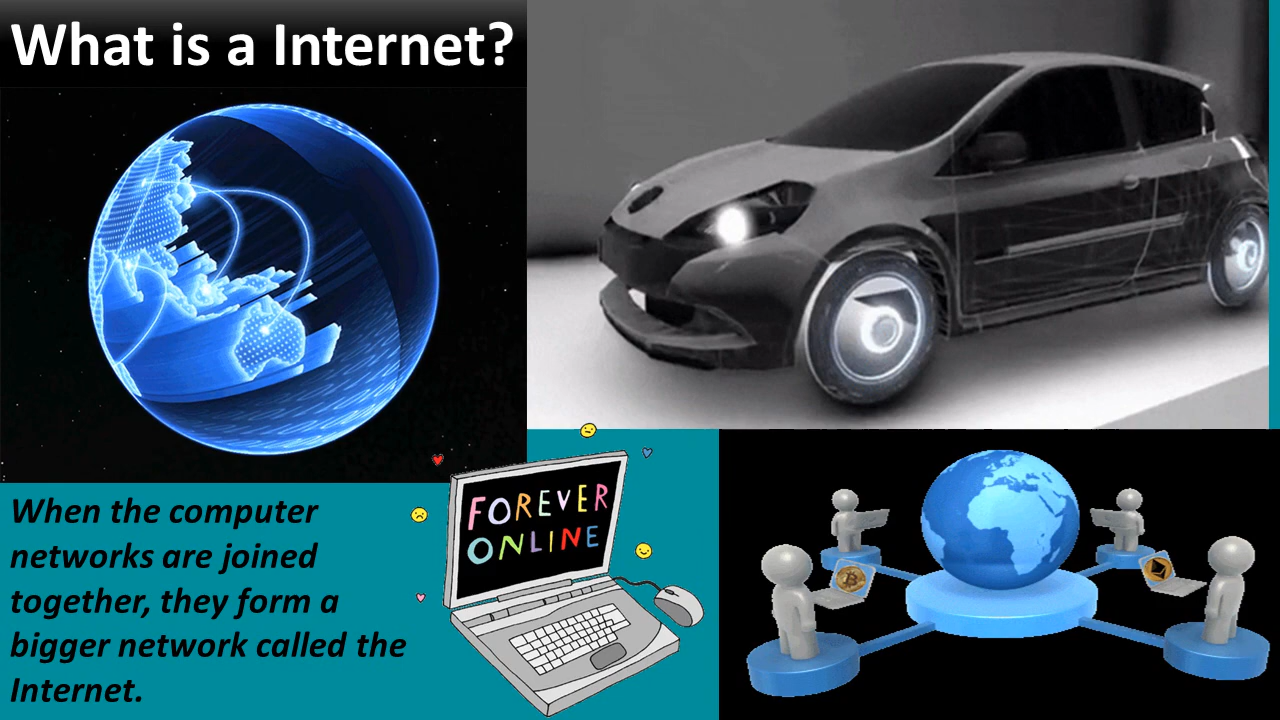 What is a Internet?
FOREVER
ONLINE
When the computer
networks are joined
together, they form a
bigger network called the
Internet.